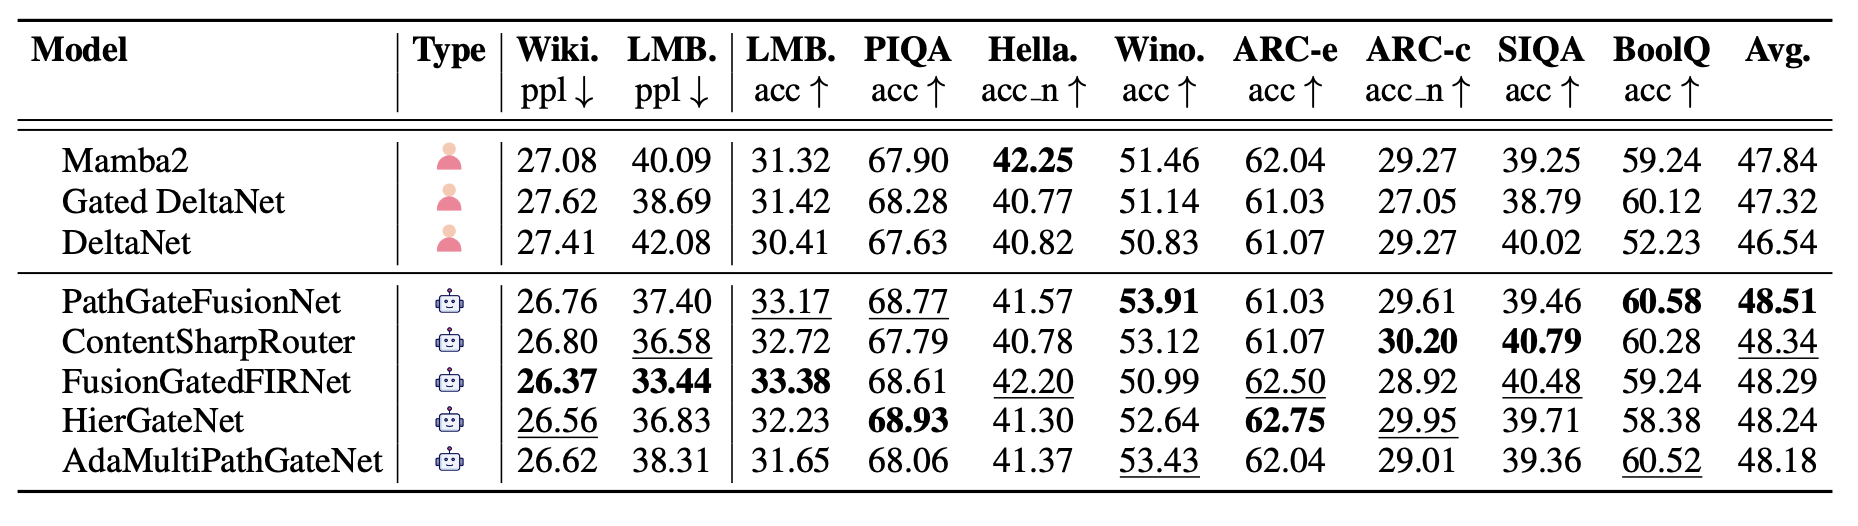 Model Type Wiki. LMB. LMB. PIQA Hella. Wino. ARC-e ARC-c SIQA BoolQ Avg.
ppl ↓ ppl ↓ acc ↑ acc ↑ acc_n ↑ acc ↑ acc ↑ acc_n ↑ acc ↑ acc ↑
Mamba2 27.08 40.09 31.32 67.90 42.25 51.46 62.04 29.27 39.25 59.24 47.84
Gated DeltaNet 27.62 38.69 31.42 68.28 40.77 51.14 61.03 27.05 38.79 60.12 47.32
DeltaNet 27.41 42.08 30.41 67.63 40.82 50.83 61.07 29.27 40.02 52.23 46.54
PathGateFusionNet 26.76 37.40 33.17 68.77 41.57 53.91 61.03 29.61 39.46 60.58 48.51
ContentSharpRouter 26.80 36.58 32.72 67.79 40.78 53.12 61.07 30.20 40.79 60.28 48.34
FusionGatedFIRNet 26.37 33.44 33.38 68.61 42.20 50.99 62.50 28.92 40.48 59.24 48.29
HierGateNet 26.56 36.83 32.23 68.93 41.30 52.64 62.75 29.95 39.71 58.38 48.24
AdaMultiPathGateNet 26.62 38.31 31.65 68.06 41.37 53.43 62.04 29.01 39.36 60.52 48.18